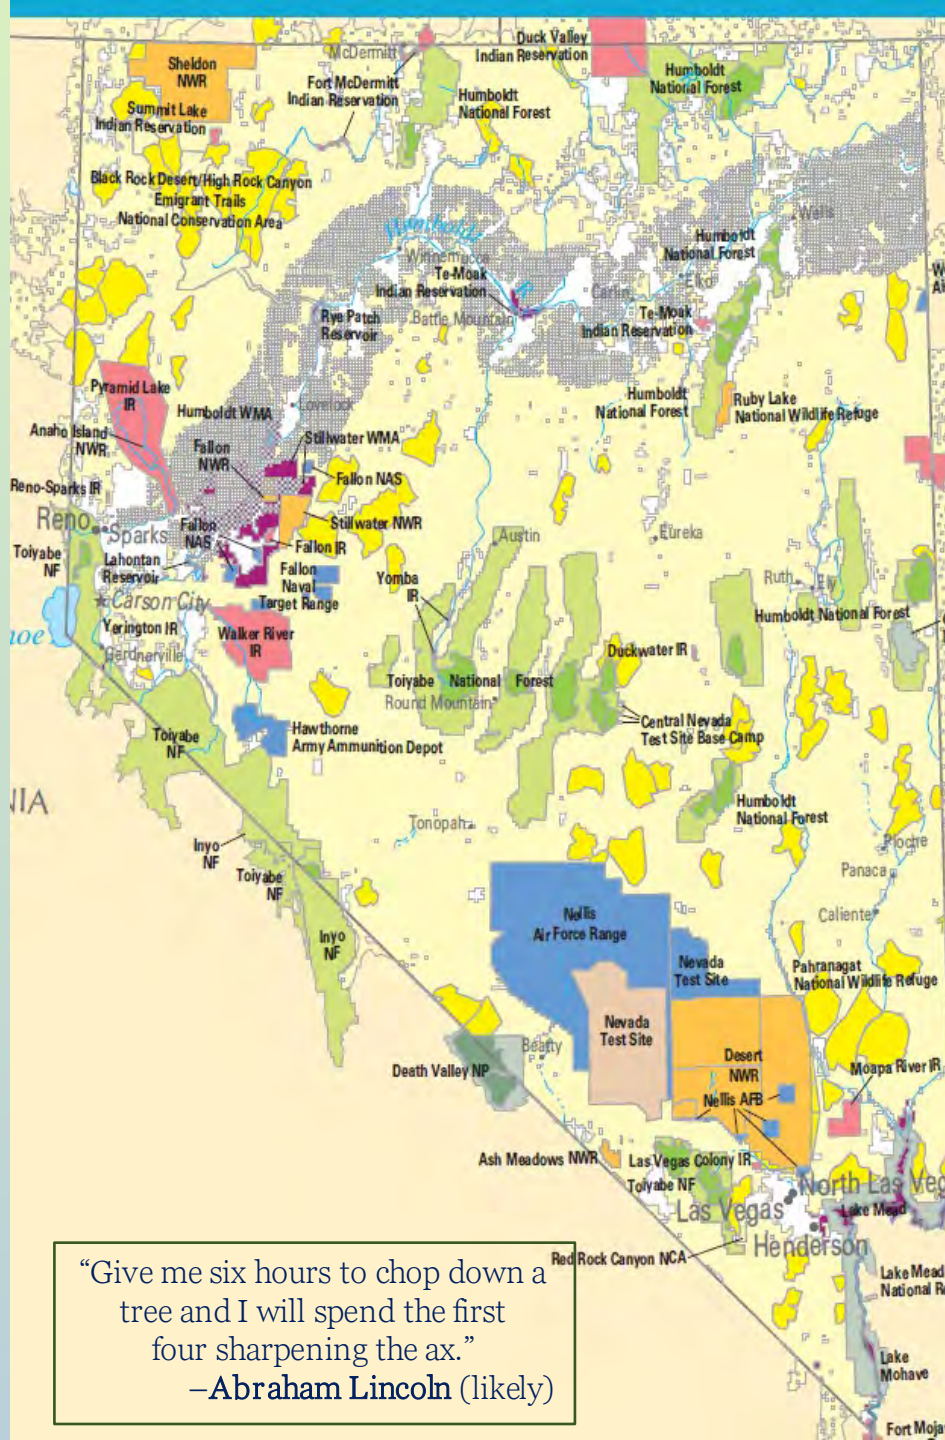 McDermitt
Duck Valley
Indian Reservation
Sheldon
NWR
Fort McDermitt
Indian Reservation
Humboldt
National Forest
Humboldt
National Forest
Summit Lake
Indian Reservation
Black Rock Desert/High Rock Canyon
Emigrant Trails
National Conservation Area
Humboldt
Wells
Humboldt
National Forest
Winnemucca
Te-Moak
Indian Reservation
Elko
Carlin
Rye Patch
Reservoir
Battle Mountain
Te-Moak
Indian Reservation
Pyramid Lake
IR
Humboldt WMA
Lovelock
Humboldt
National Forest
Ruby Lake
National Wildlife Refuge
Anaho Island
NWR
Fallon
NWR
Stillwater WMA
Fallon NAS
Reno-Sparks IR
Reno
Sparks
Fallon
NAS
Stillwater NWR
Fallon IR
Austin
Eureka
Toiyabe
NF
Lahontan
Reservoir
Fallon
Naval
Target Range
Yomba
IR
Ruth
Ely
Carson City
Humboldt National Forest
noe
Yerington IR
Walker River
IR
Gardnerville
Duckwater IR
Toiyabe National Forest
Round Mountain
Hawthorne
Army Ammunition Depot
Central Nevada
Test Site Base Camp
Toiyabe
NF
NIA
Humboldt
National Forest
Tonopah
Inyo
NF
Pioche
Toiyabe
NF
Panaca
Caliente
Nellis
Air Force Range
Inyo
NF
Nevada
Test Site
Pahranagat
National Wildlife Refuge
Nevada
Test Site
Beatty
Desert
NWR
Death Valley NP
Moapa River IR
Nellis AFB
Ash Meadows NWR
Las Vegas Colony IR
Toiyabe NF
North Las Veg
Las Vegas
Lake Mead
Henderson
Red Rock Canyon NCA
Lake Mead
National R
Lake
Mohave
Fort Moja
“Give me six hours to chop down a
tree and I will spend the first
four sharpening the ax.”
–Abraham Lincoln (likely)